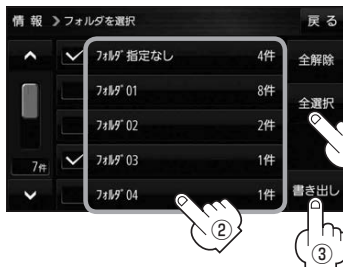 情 報 ＞フォルダを選択
戻 る
ﾌｫﾙﾀﾞ 指定なし 4件
全解除
ﾌｫﾙﾀﾞ 01 8件
全選択
ﾌｫﾙﾀﾞ 02 2件
7件
ﾌｫﾙﾀﾞ 03 1件
ﾌｫﾙﾀﾞ 04 1件
書き出し
②
③